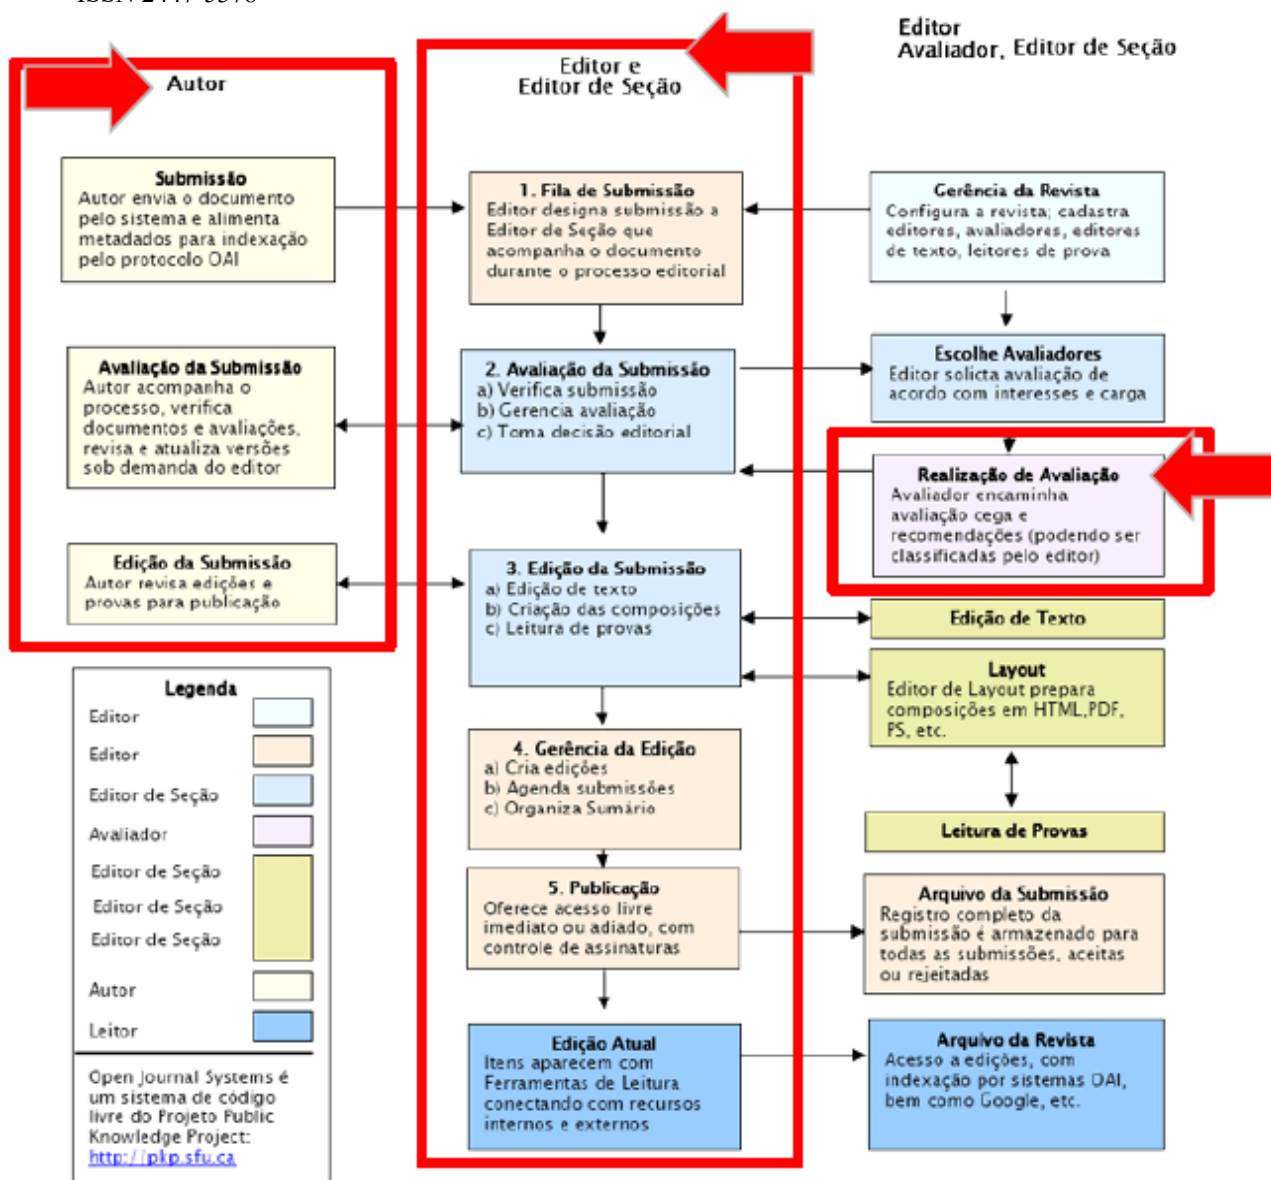 Autor
Editor e
Editor de Seção
Editor
Avaliador, Editor de Seção
Submissão
Autor envia o documento
pelo sistema e alimenta
metadados para indexação
pelo protocolo OAI
1. Fila de Submissão
Editor designa submissão a
Editor de Seção que
acompanha o documento
durante o processo editorial
Gerência da Revista
Configura a revista; cadastra
editores, avaliadores, editores
de texto, leitores de prova
Avaliação da Submissão
Autor acompanha o
processo, verifica
documentos e avaliações,
revisa e atualiza versões
sob demanda do editor
2. Avaliação da Submissão
a) Verifica submissão
b) Gerencia avaliação
c) Toma decisão editorial
Escolhe Avaliadores
Editor solicta avaliação de
acordo com interesses e carga
Realização de Avaliação
Avaliador encaminha
avaliação cega e
recomendações (podendo ser
classificadas pelo editor)
Edição da Submissão
Autor revisa edições e
provas para publicação
3. Edição da Submissão
a) Edição de texto
b) Criação das composições
c) Leitura de provas
Edição de Texto
Layout
Editor de Layout prepara
composições em HTML,PDF,
PS, etc.
4. Gerência da Edição
a) Cria edições
b) Agenda submissões
c) Organiza Sumário
Leitura de Provas
5. Publicação
Oferece acesso livre
imediato ou adiado, com
controle de assinaturas
Arquivo da Submissão
Registro completo da
submissão é armazenado para
todas as submissões, aceitas
ou rejeitadas
Edição Atual
Itens aparecem com
Ferramentas de Leitura
conectando com recursos
internos e externos
Arquivo da Revista
Acesso a edições, com
indexação por sistemas OAI,
bem como Google, etc.
Legenda
Editor
Editor
Editor de Seção
Avaliador
Editor de Seção
Editor de Seção
Editor de Seção
Autor
Leitor
Open Journal Systems é
um sistema de código
livre do Projeto Public
Knowledge Project:
http://pkp.sfu.ca